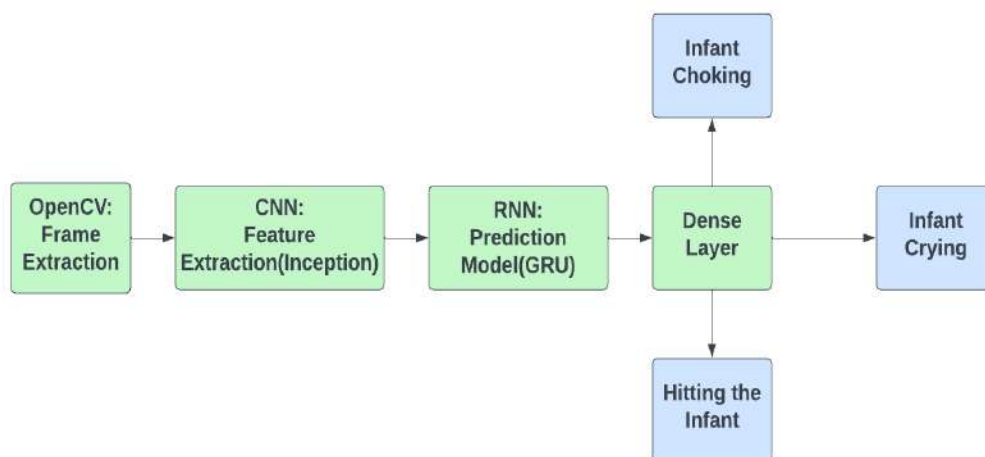 Infant
Choking
OpenCV:
Frame
Extraction
CNN:
Feature
Extraction(Inception)
RNN:
Prediction
Model(GRU)
Dense
Layer
Infant
Crying
Hitting the
Infant